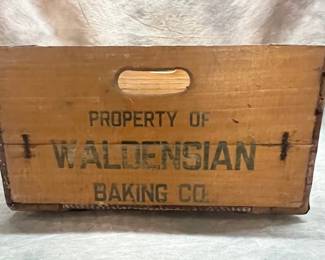 PROPERTY OF
WALDENSIAN
BAKING CO.